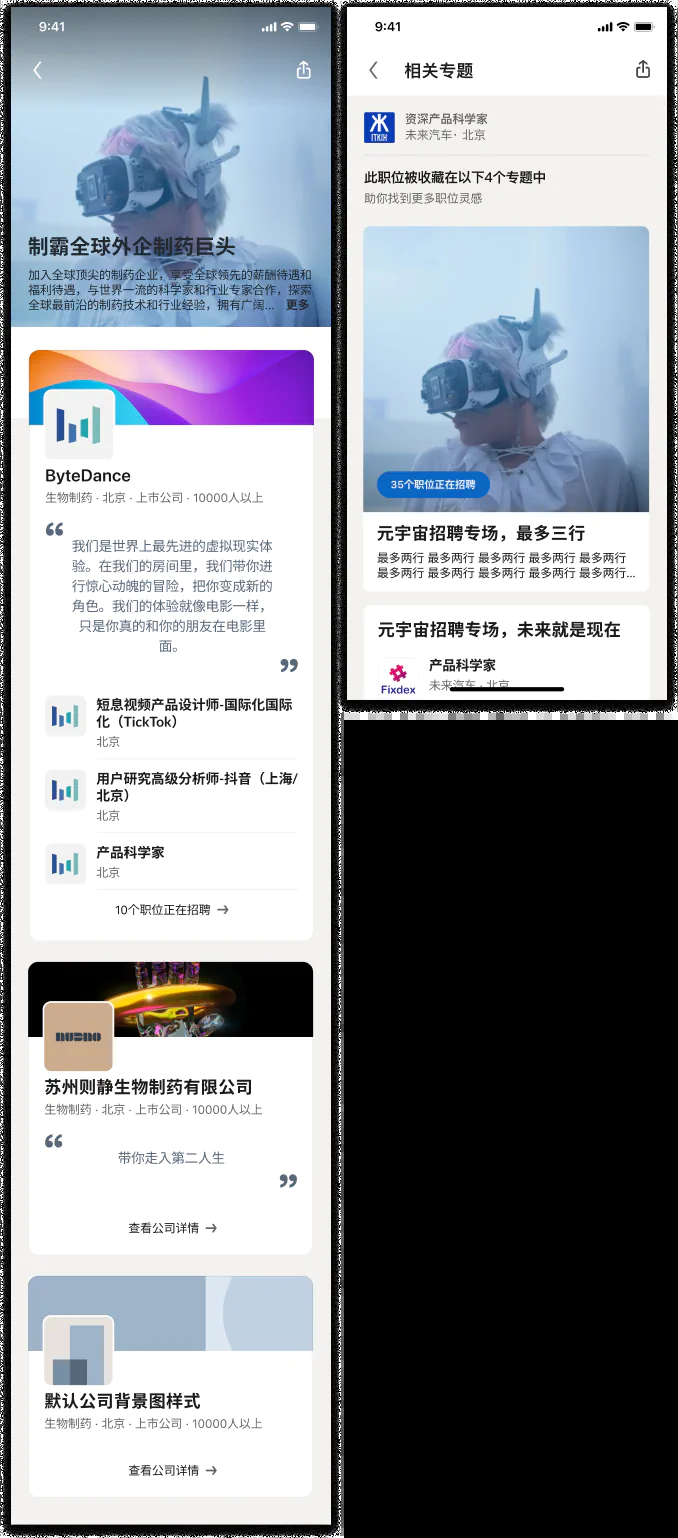 9:41
制霸全球外企制药巨头
加入全球顶尖的制药企业，享受全球领先的薪酬待遇和
福利待遇，与世界一流的科学家和行业专家合作，探索
全球最前沿的制药技术和行业经验，拥有广阔... 更多
ByteDance
生物制药 · 北京 · 上市公司 · 10000人以上
“
我们是世界上最先进的虚拟现实体
验。在我们的房间里，我们带你进
行惊心动魄的冒险，把你变成新的
角色。我们的体验就像电影一样，
只是你真的和你的朋友在电影里
面。
”
短息视频产品设计师-国际化国际
化（TickTok）
北京
用户研究高级分析师-抖音（上海/
北京）
北京
产品科学家
北京
10个职位正在招聘 →
苏州则静生物制药有限公司
生物制药 · 北京 · 上市公司 · 10000人以上
“
带你走入第二人生
”
查看公司详情 →
默认公司背景图样式
生物制药 · 北京 · 上市公司 · 10000人以上
查看公司详情 →
9:41
相关专题
资深产品科学家
未来汽车 · 北京
此职位被收藏在以下4个专题中
助你找到更多职位灵感
35个职位正在招聘
元宇宙招聘专场，最多三行
最多两行 最多两行 最多两行 最多两行 最多两行
最多两行 最多两行 最多两行 最多两行 最多两行...
元宇宙招聘专场，未来就是现在
产品科学家
未来汽车 · 北京
Fixdex